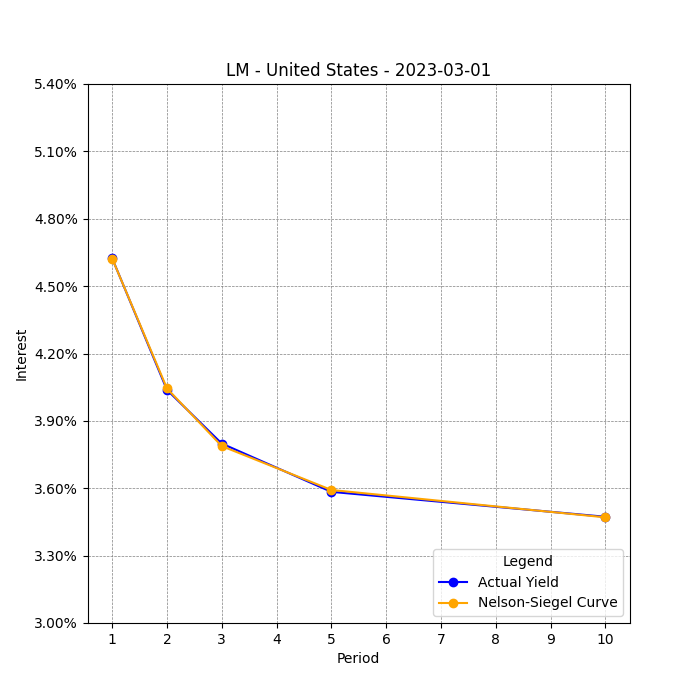 LM - United States - 2023-03-01
5.40%
5.10%
4.80%
4.50%
4.20%
3.90%
3.60%
3.30%
3.00%
Interest
Legend
Actual Yield
Nelson-Siegel Curve
1 2 3 4 5 6 7 8 9 10
Period